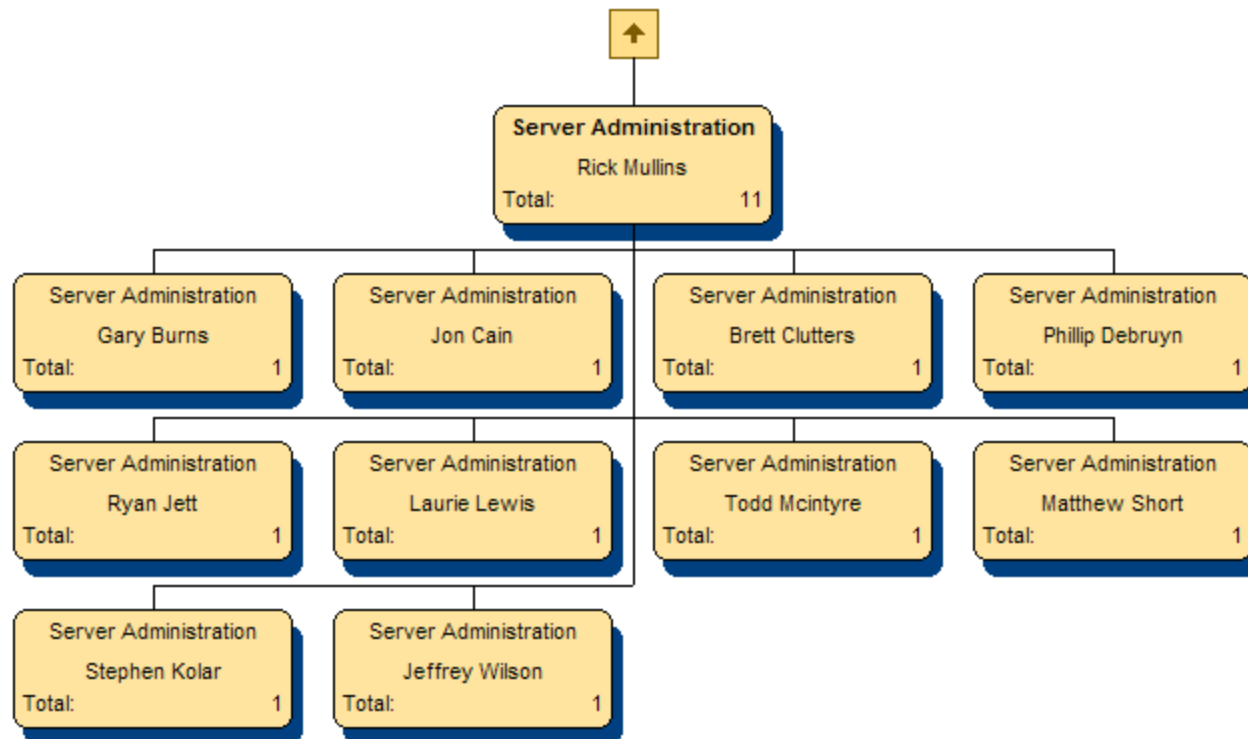 Server Administration
Rick Mullins
Total: 11
Server Administration
Gary Burns
Total: 1
Server Administration
Jon Cain
Total: 1
Server Administration
Brett Clutters
Total: 1
Server Administration
Phillip Debruyn
Total: 1
Server Administration
Ryan Jett
Total: 1
Server Administration
Laurie Lewis
Total: 1
Server Administration
Todd Mcintyre
Total: 1
Server Administration
Matthew Short
Total: 1
Server Administration
Stephen Kolar
Total: 1
Server Administration
Jeffrey Wilson
Total: 1